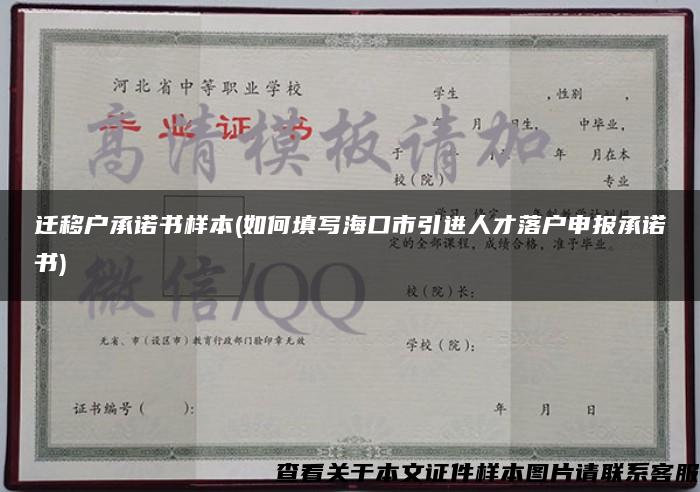 河北省中等职业学校
毕业证书
高清模板请加
微信/QQ
学生 ，性别 ，
年 月 日生， 中毕业，
于 年 月在本
校（院） 专业
迁移户承诺书样本(如何填写海口市引进人才落户申报承诺
书)
定的全部课程，成绩合格，准予毕业。
校（院）长：
无省、市（设区市）教育行政部门验印章无效
学校（院）：
证书编号（ ）：
年 月 日
查看关于本文证件样本图片请联系客服